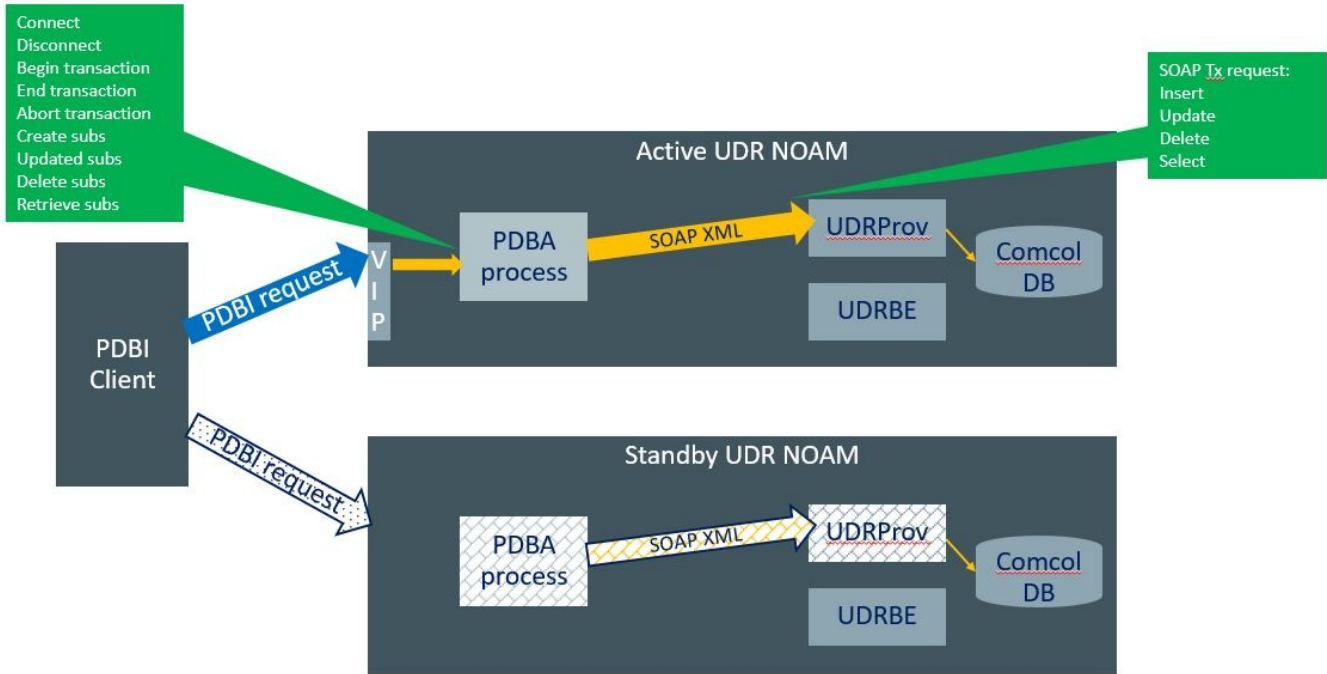 Connect
Disconnect
Begin transaction
End transaction
Abort transaction
Create subs
Updated subs
Delete subs
Retrieve subs
SOAP Tx request:
Insert
Update
Delete
Select
Active UDR NOAM
PDBI
Client
PDBI request
V
I
P
PDBA
process
SOAP XML
UDRProv
UDRBE
Comcol
DB
PDBI request
Standby UDR NOAM
PDBA
process
SOAP XML
UDRProv
UDRBE
Comcol
DB